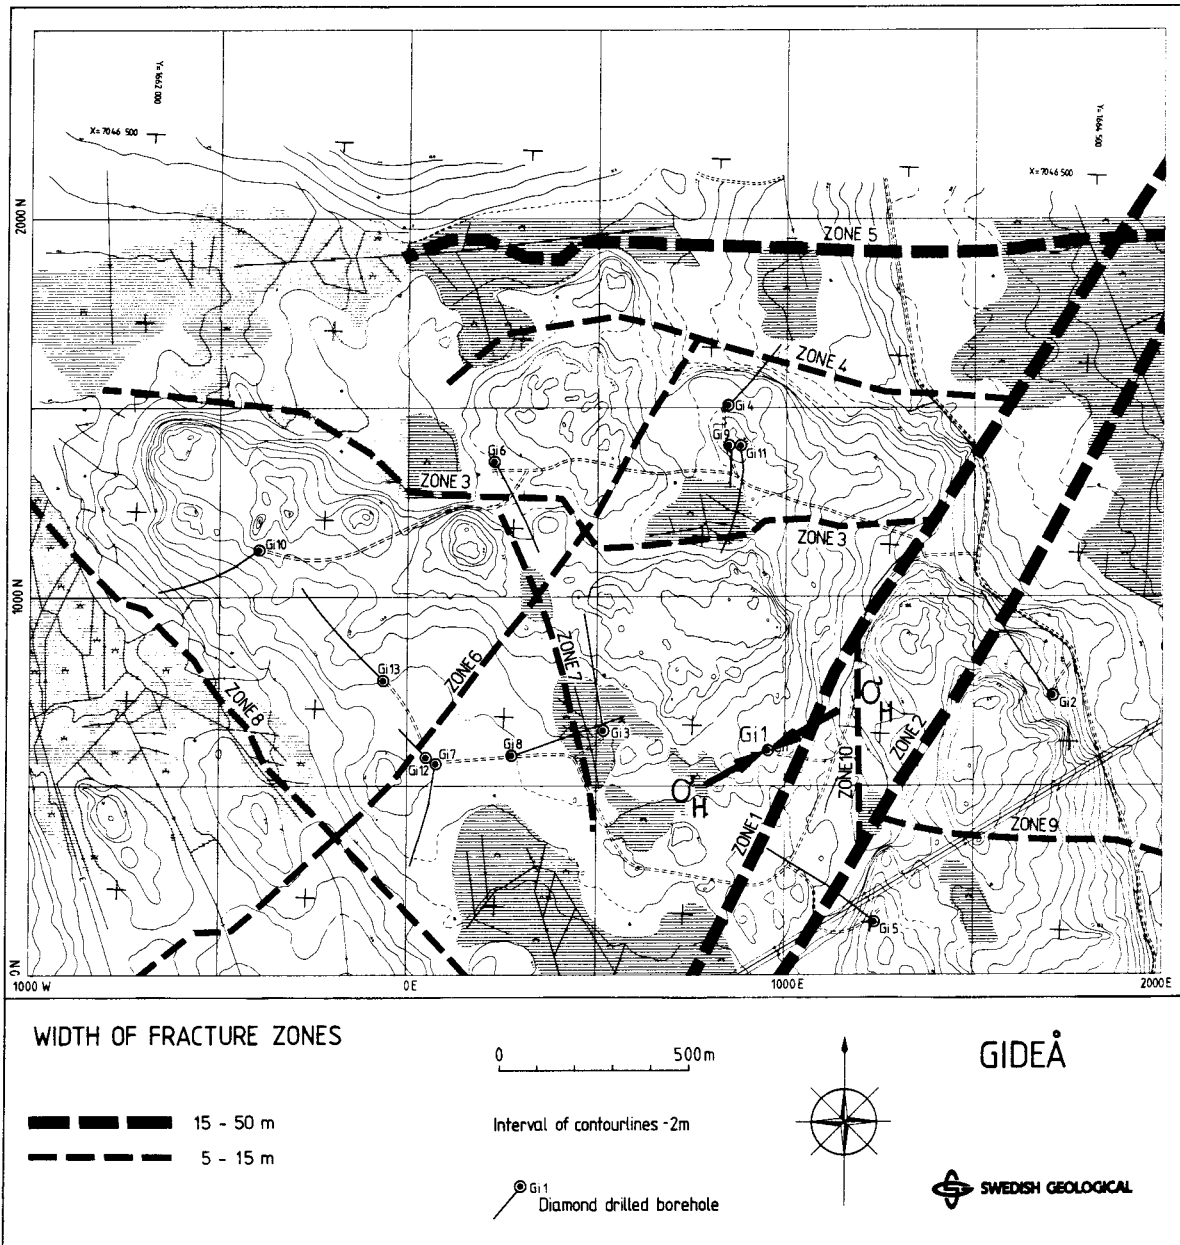 Y=1662 000
X=7046 500
Y=1664 500
X=7046 500
2000 N
ZONE 5
ZONE 4
Gi 4
Gi 9
Gi 11
Gi 6
ZONE 3
ZONE 3
Gi 10
1000 N
Gi 13
ZONE 6
ZONE 7
ZONE 8
σH
Gi 2
ZONE 2
Gi 3
Gi 1
Gi 8
Gi 7
Gi 12
ZONE 10
σH
ZONE 1
ZONE 9
Gi 5
N 0
1000 W
0E
1000 E
2000 E
WIDTH OF FRACTURE ZONES
15 - 50 m
5 - 15 m
0 500m
Interval of contourlines -2m
Gi 1
Diamond drilled borehole
GIDEÅ
SWEDISH GEOLOGICAL